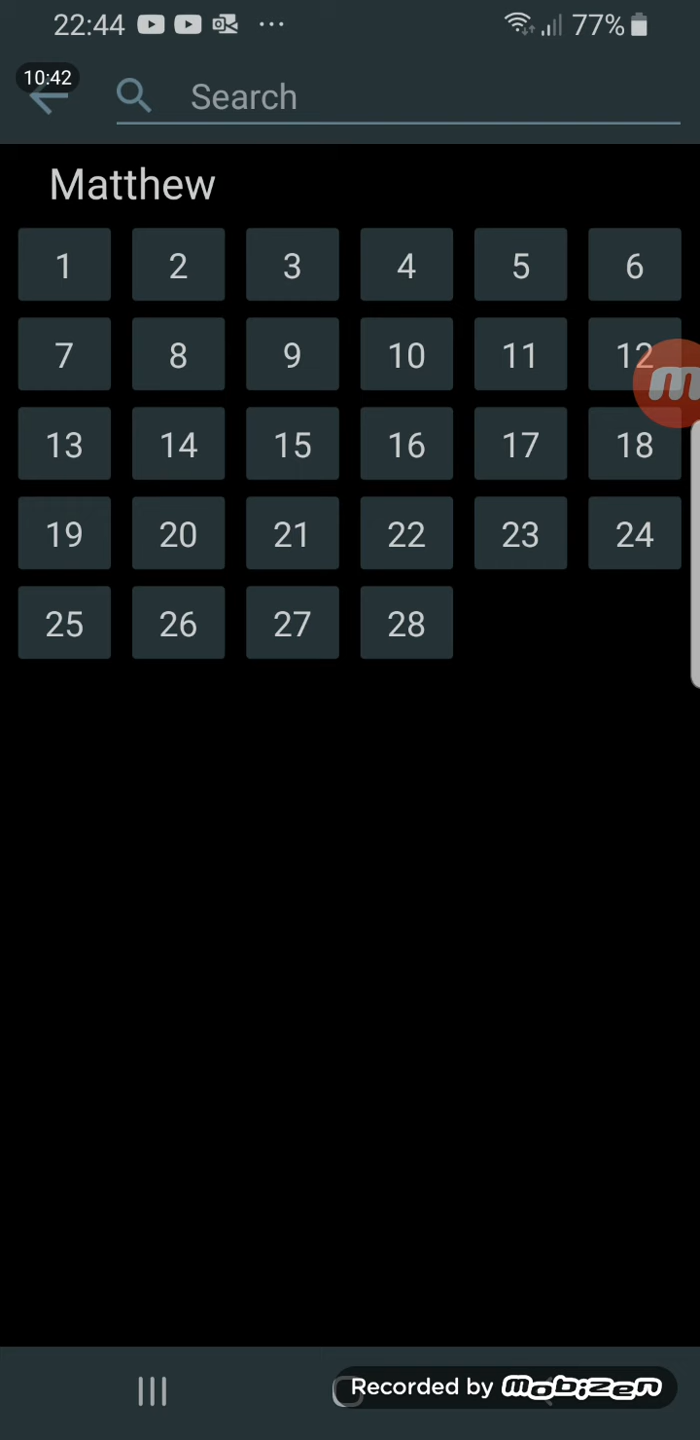 22:44 ... 77%
10:42
Search
Matthew
1 2 3 4 5 6
7 8 9 10 11 12
13 14 15 16 17 18
19 20 21 22 23 24
25 26 27 28
Recorded by mobizen